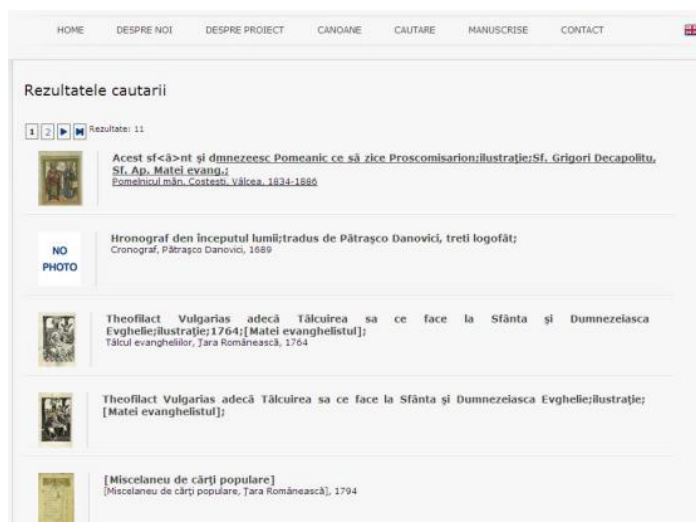 HOME DESPRE NOI DESPRE PROIECT CANOANE CAUTARE MANUSCRISE CONTACT
Rezultatele cautarii
1 2 Rezultate: 11
Acest sf<â>nt şi dmnezeesc Pomeanic ce să zice Proscomisarion;ilustraţie;Sf. Grigori Decapolitu,
Sf. Ap. Matei evang.;
Pomelnicul mân. Costeşti, Vâlcea, 1834-1886
NO
PHOTO
Hronograf den începutul lumii;tradus de Pătraşco Danovici, treti logofăt;
Cronograf, Pătraşco Danovici, 1689
Theofilact Vulgarias adecă Tâlcuirea sa ce face la Sfânta şi Dumnezeiasca
Evghelie;ilustraţie;1764;[Matei evanghelistul];
Tâlcul evangheliilor, Ţara Românească, 1764
Theofilact Vulgarias adecă Tâlcuirea sa ce face la Sfânta şi Dumnezeiasca Evghelie;ilustraţie;
[Matei evanghelistul];
[Miscelaneu de cărţi populare]
[Miscelaneu de cărţi populare, Ţara Românească], 1794